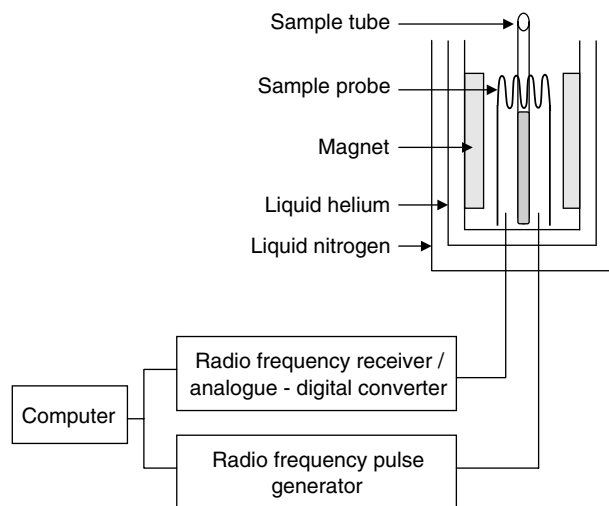 Sample tube
Sample probe
Magnet
Liquid helium
Liquid nitrogen
Radio frequency receiver /
analogue - digital converter
Computer
Radio frequency pulse
generator